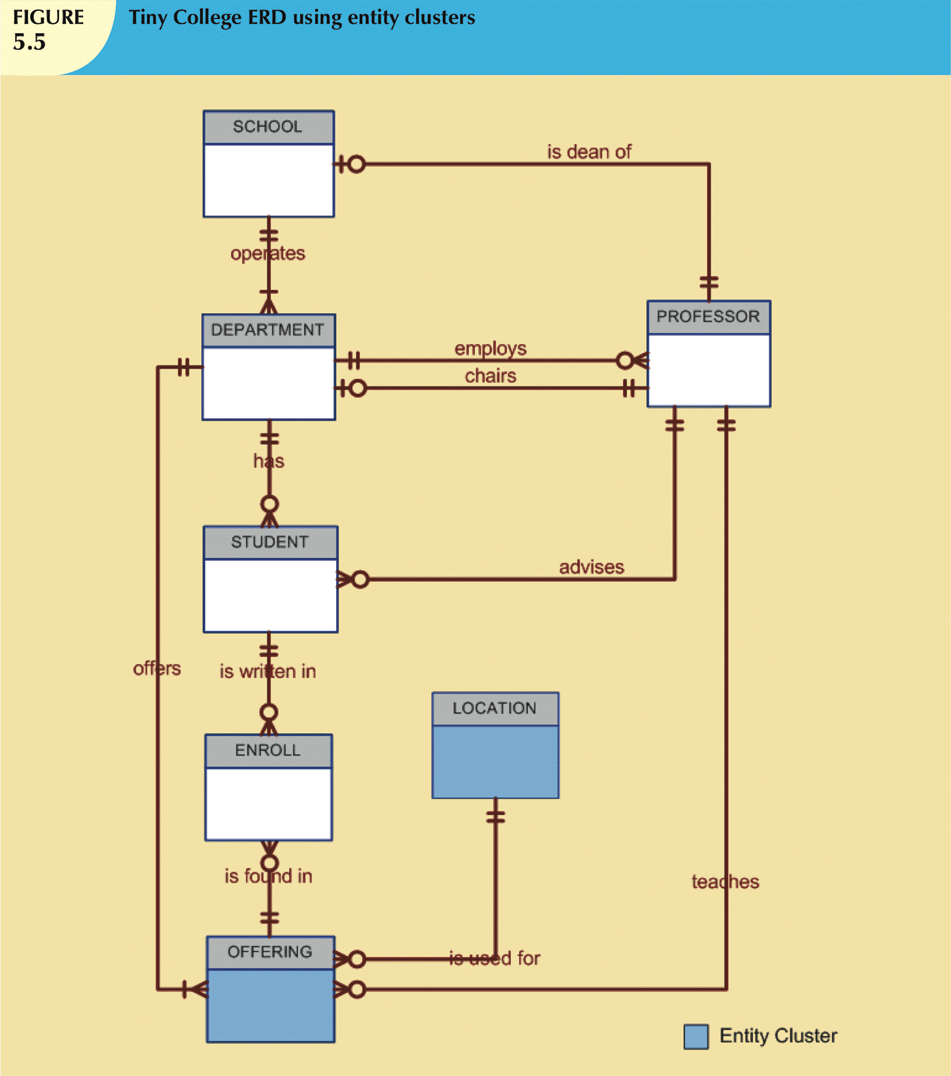 FIGURE
5.5
Tiny College ERD using entity clusters
SCHOOL
is dean of
operates
PROFESSOR
DEPARTMENT
employs
chairs
has
STUDENT
advises
offers
is written in
LOCATION
ENROLL
is found in
teaches
OFFERING
is used for
Entity Cluster